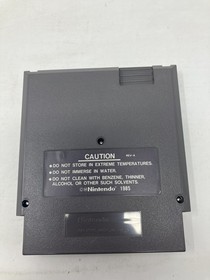 CAUTION
● DO NOT STORE IN EXTREME TEMPERATURES.
● DO NOT IMMERSE IN WATER.
● DO NOT CLEAN WITH BENZENE, THINNER,
ALCOHOL OR OTHER SUCH SOLVENTS.
Nintendo 1985